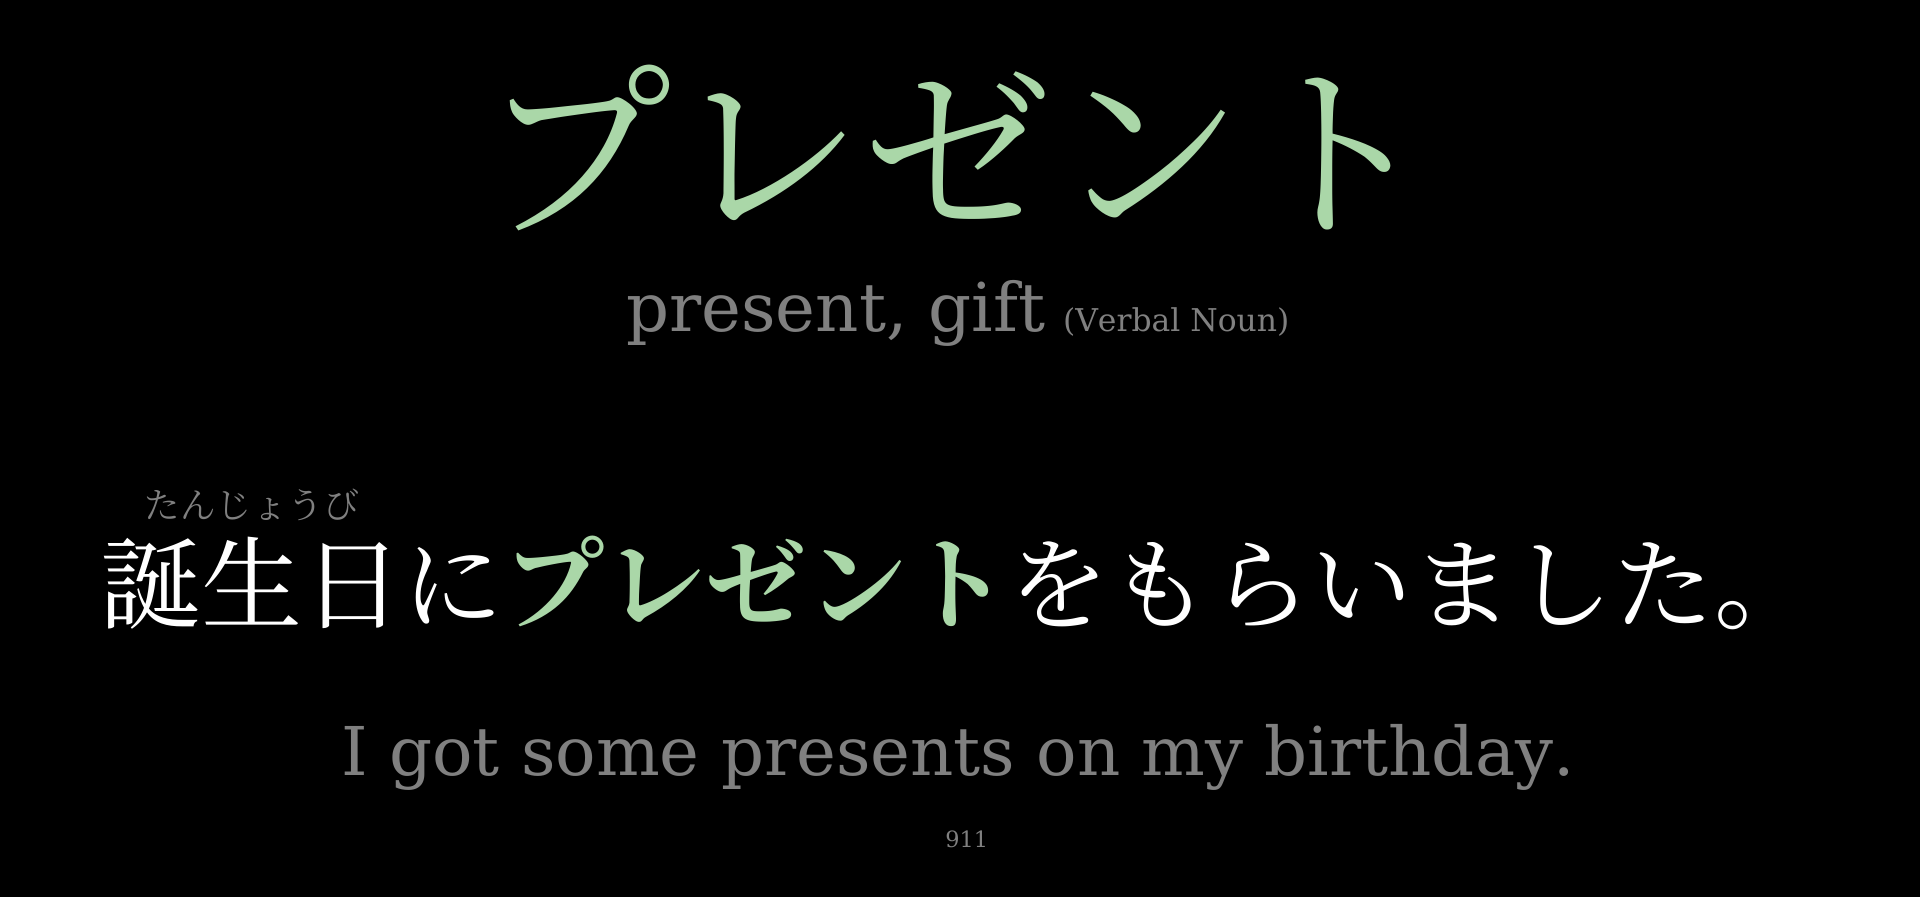 プレゼント
present, gift (Verbal Noun)
たんじょうび
誕生日にプレゼントをもらいました。
I got some presents on my birthday.
911